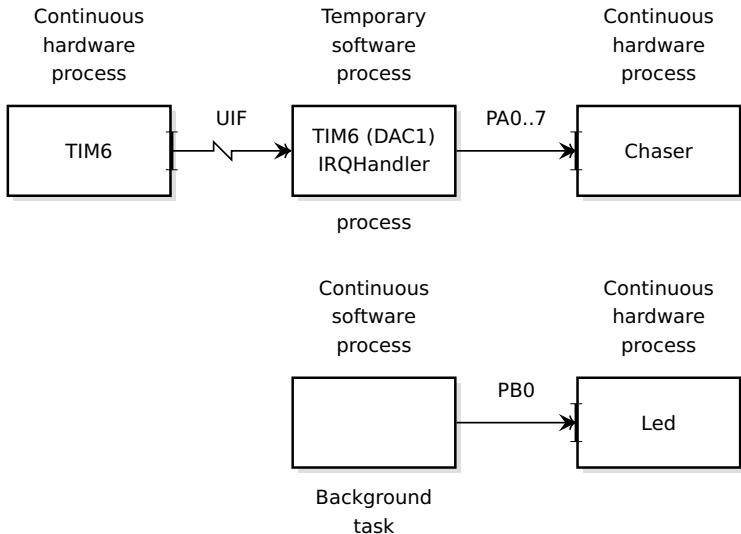 Continuous
hardware
process
Temporary
software
process
Continuous
hardware
process
TIM6
UIF
TIM6 (DAC1)
IRQHandler
PA0..7
Chaser
process
Continuous
software
process
Continuous
hardware
process
PB0
Led
Background
task